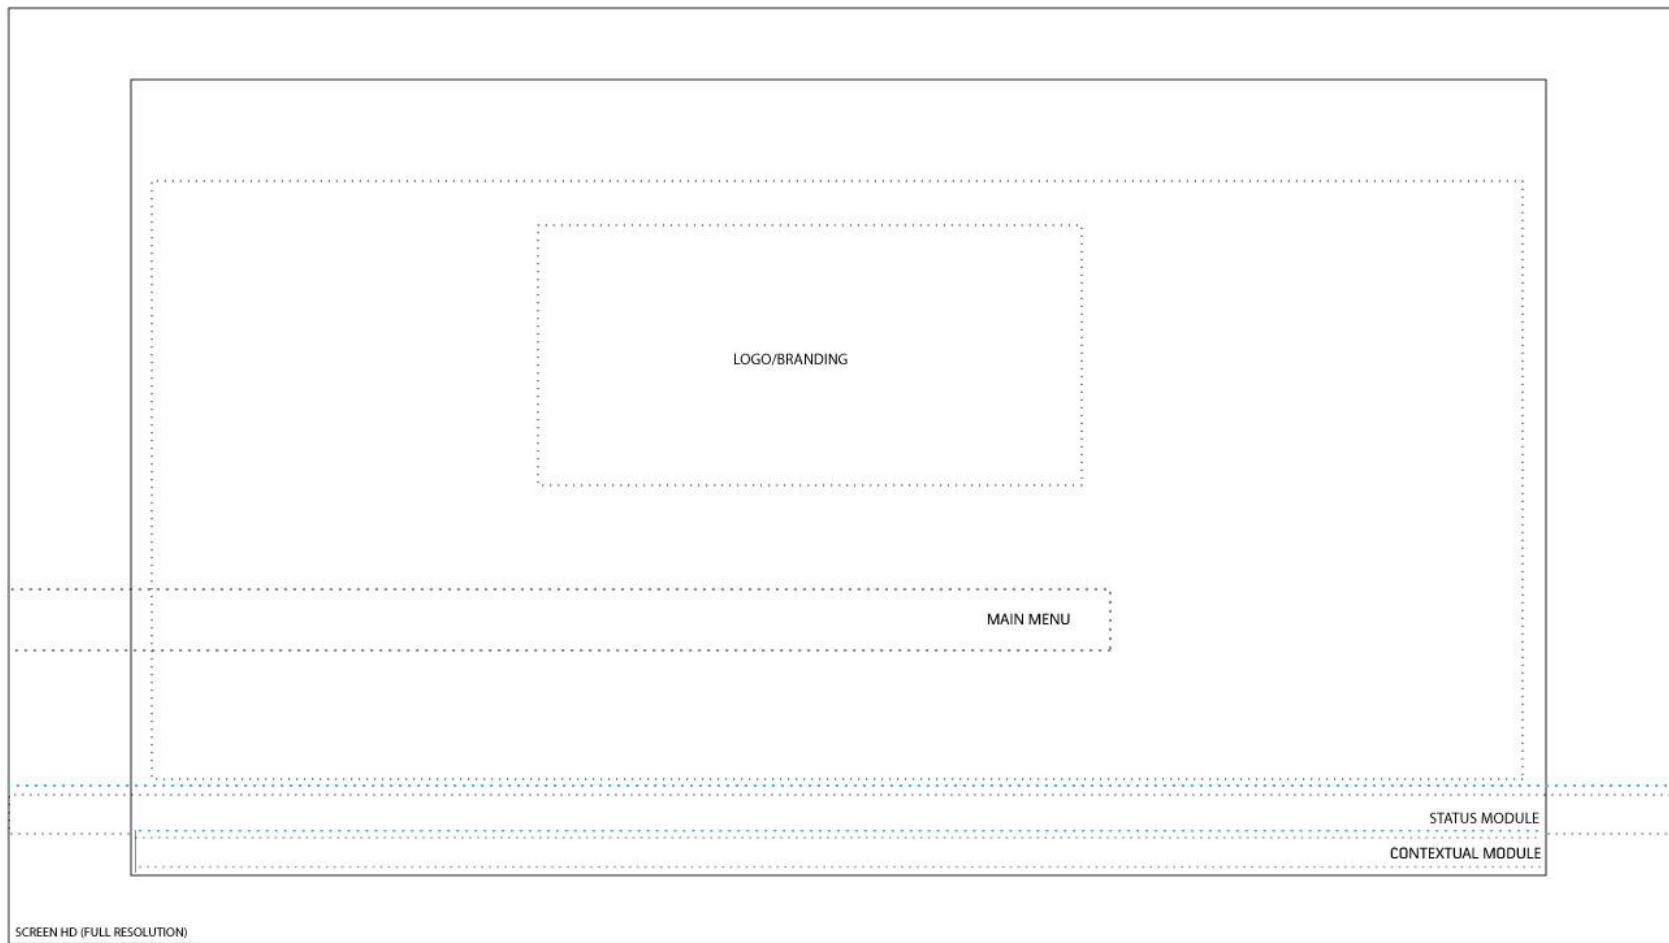 LOGO/BRANDING
MAIN MENU
STATUS MODULE
CONTEXTUAL MODULE
SCREEN HD (FULL RESOLUTION)